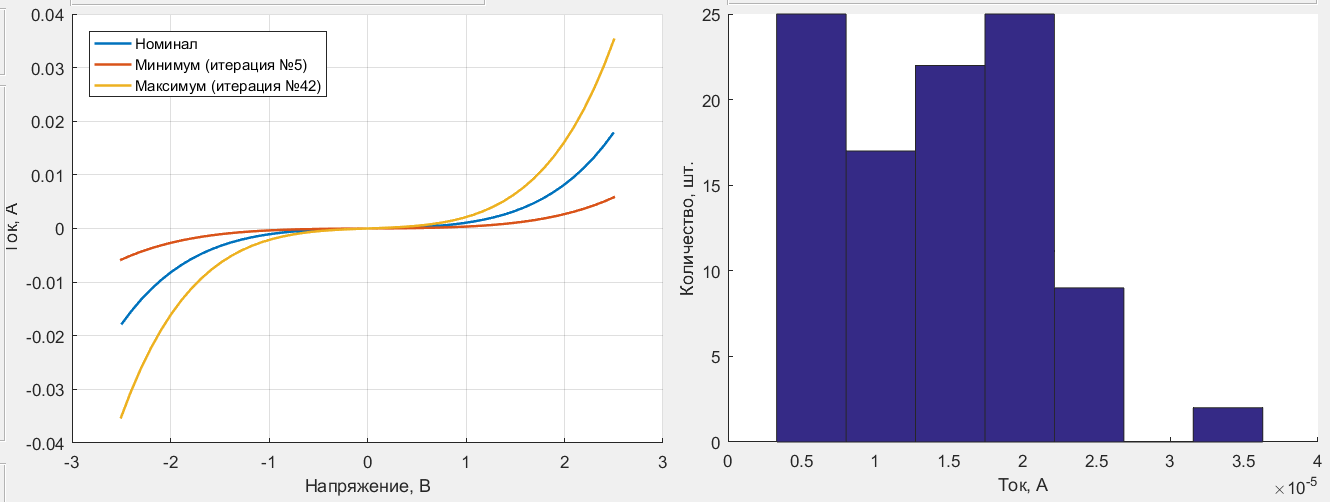 0.04
0.03
0.02
0.01
0
-0.01
-0.02
-0.03
-0.04
Ток, А
Номинал
Минимум (итерация №5)
Максимум (итерация №42)
-3 -2 -1 0 1 2 3
Напряжение, В
25
20
15
10
5
0
Количество, шт.
0 0.5 1 1.5 2 2.5 3 3.5 4
Ток, А
×10⁻⁵